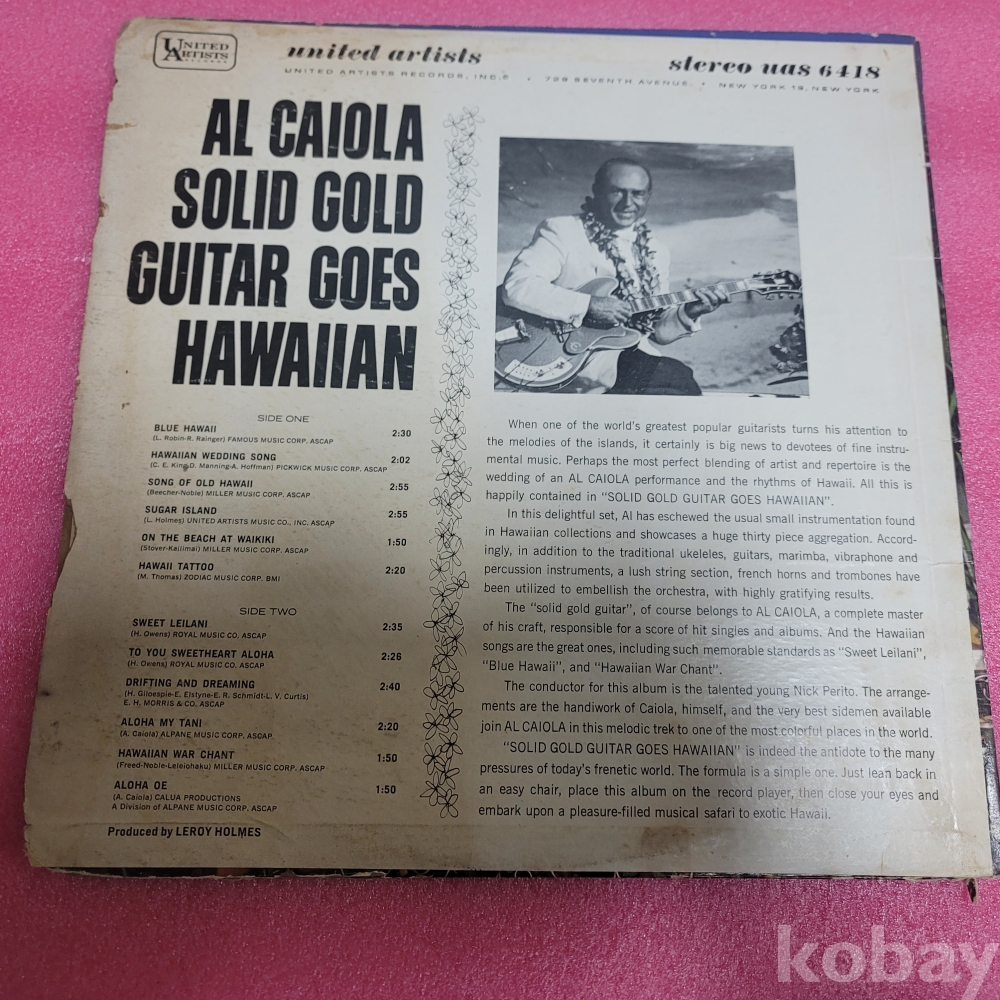 UNITED ARTISTS RECORDS
united artists
stereo uas 6418
UNITED ARTISTS RECORDS, INC. • 729 SEVENTH AVENUE, • NEW YORK 19, NEW YORK
AL CAIOLA
SOLID GOLD
GUITAR GOES
HAWAIIAN
SIDE ONE
BLUE HAWAII 2:30
(L. Robin-R. Rainger) FAMOUS MUSIC CORP. ASCAP
HAWAIIAN WEDDING SONG 2:02
(C. E. King-D. Manning-A. Hoffman) PICKWICK MUSIC CORP. ASCAP
SONG OF OLD HAWAII 2:55
(Beecher-Noble) MILLER MUSIC CORP. ASCAP
SUGAR ISLAND 2:55
(L. Holmes) UNITED ARTISTS MUSIC CO., INC. ASCAP
ON THE BEACH AT WAIKIKI 1:50
(Stover-Kailimai) MILLER MUSIC CORP. ASCAP
HAWAII TATTOO 2:20
(M. Thomas) ZODIAC MUSIC CORP. BMI
SIDE TWO
SWEET LEILANI 2:35
(H. Owens) ROYAL MUSIC CO. ASCAP
TO YOU SWEETHEART ALOHA 2:26
(H. Owens) ROYAL MUSIC CO. ASCAP
DRIFTING AND DREAMING 2:40
(H. Giloespie-E. Elstyne-E. R. Schmidt-L. V. Curtis)
E. H. MORRIS & CO. ASCAP
ALOHA MY TANI 2:20
(A. Caiola) ALPANE MUSIC CORP. ASCAP
HAWAIIAN WAR CHANT 1:50
(Freed-Noble-Leleiohaku) MILLER MUSIC CORP. ASCAP
ALOHA OE 1:50
(A. Caiola) CALUA PRODUCTIONS
A Division of ALPANE MUSIC CORP. ASCAP
Produced by LEROY HOLMES
When one of the world's greatest popular guitarists turns his attention to
the melodies of the islands, it certainly is big news to devotees of fine instru-
mental music. Perhaps the most perfect blending of artist and repertoire is the
wedding of an AL CAIOLA performance and the rhythms of Hawaii. All this is
happily contained in "SOLID GOLD GUITAR GOES HAWAIIAN".
In this delightful set, Al has eschewed the usual small instrumentation found
in Hawaiian collections and showcases a huge thirty piece aggregation. Accord-
ingly, in addition to the traditional ukeleles, guitars, marimba, vibraphone and
percussion instruments, a lush string section, french horns and trombones have
been utilized to embellish the orchestra, with highly gratifying results.
The "solid gold guitar", of course belongs to AL CAIOLA, a complete master
of his craft, responsible for a score of hit singles and albums. And the Hawaiian
songs are the great ones, including such memorable standards as "Sweet Leilani",
"Blue Hawaii", and "Hawaiian War Chant".
The conductor for this album is the talented young Nick Perito. The arrange-
ments are the handiwork of Caiola, himself, and the very best sidemen available
join AL CAIOLA in this melodic trek to one of the most colorful places in the world.
"SOLID GOLD GUITAR GOES HAWAIIAN" is indeed the antidote to the many
pressures of today's frenetic world. The formula is a simple one. Just lean back in
an easy chair, place this album on the record player, then close your eyes and
embark upon a pleasure-filled musical safari to exotic Hawaii.
kobay